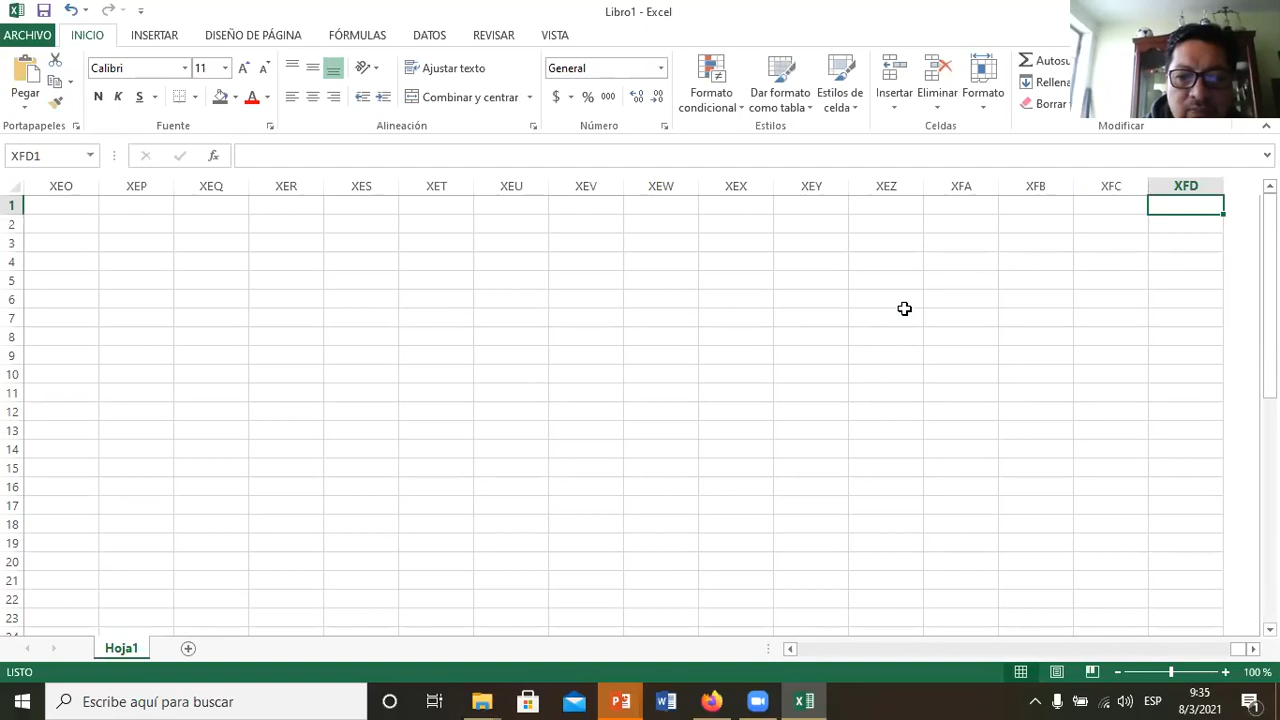 Libro1 - Excel
ARCHIVO INICIO INSERTAR DISEÑO DE PÁGINA FÓRMULAS DATOS REVISAR VISTA
Pegar
Calibri 11
N K S
Ajustar texto
Combinar y centrar
General
$ % 000
Formato condicional
Dar formato como tabla
Estilos de celda
Insertar
Eliminar
Formato
Autosu
Rellena
Borrar
Portapapeles Fuente Alineación Número Estilos Celdas Modificar
XFD1 fx
XEO XEP XEQ XER XES XET XEU XEV XEW XEX XEY XEZ XFA XFB XFC XFD
1
2
3
4
5
6
7
8
9
10
11
12
13
14
15
16
17
18
19
20
21
22
23
Hoja1
LISTO 100 %
Escribe aquí para buscar
ESP
9:35
8/3/2021